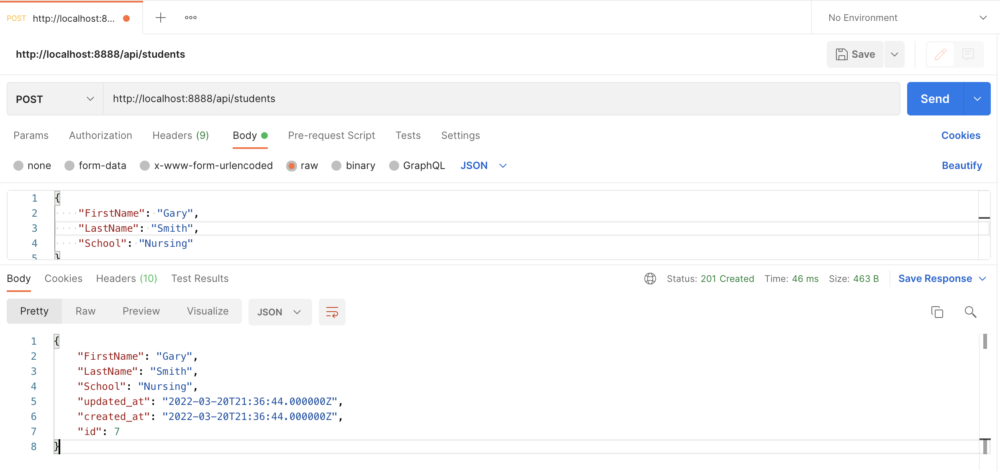 POST http://localhost:8... No Environment
http://localhost:8888/api/students Save
POST http://localhost:8888/api/students Send
Params Authorization Headers (9) Body Pre-request Script Tests Settings Cookies
none form-data x-www-form-urlencoded raw binary GraphQL JSON Beautify
1 {
2 "FirstName": "Gary",
3 "LastName": "Smith",
4 "School": "Nursing"
5 }
Body Cookies Headers (10) Test Results Status: 201 Created Time: 46 ms Size: 463 B Save Response
Pretty Raw Preview Visualize JSON
1 {
2 "FirstName": "Gary",
3 "LastName": "Smith",
4 "School": "Nursing",
5 "updated_at": "2022-03-20T21:36:44.000000Z",
6 "created_at": "2022-03-20T21:36:44.000000Z",
7 "id": 7
8 }